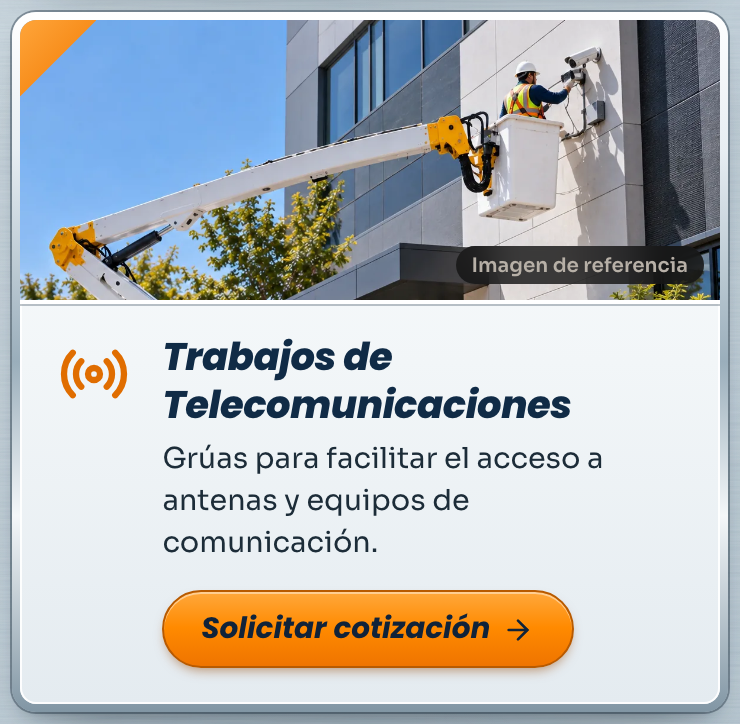 Imagen de referencia
Trabajos de
Telecomunicaciones
Grúas para facilitar el acceso a
antenas y equipos de
comunicación.
Solicitar cotización →